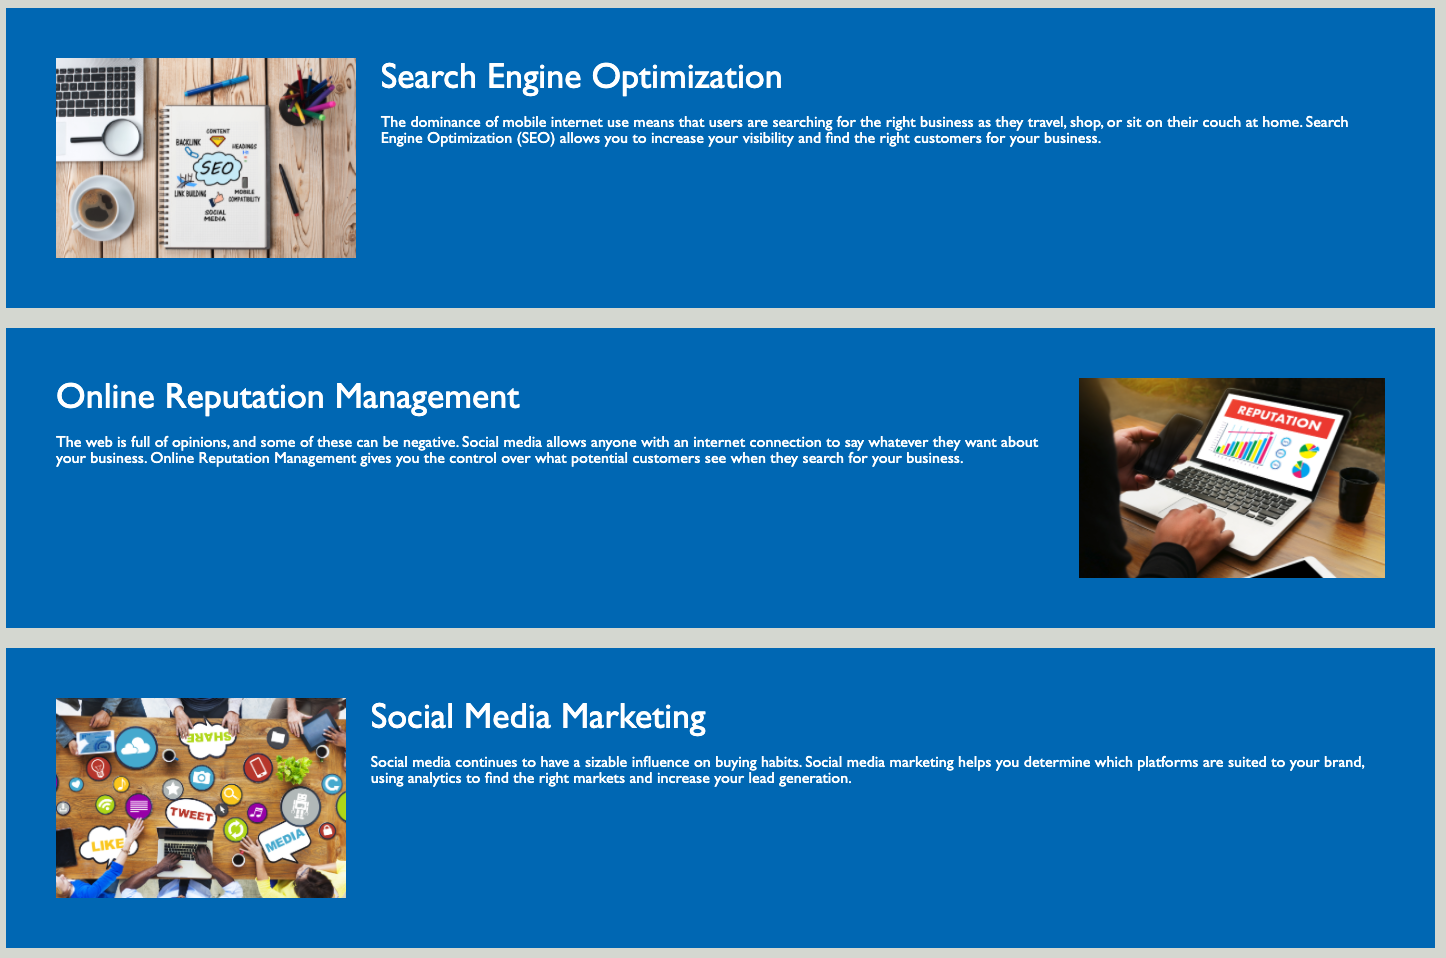 Search Engine Optimization
The dominance of mobile internet use means that users are searching for the right business as they travel, shop, or sit on their couch at home. Search
Engine Optimization (SEO) allows you to increase your visibility and find the right customers for your business.
CONTENT
BACKLINK
HEADINGS
SEO
LINK BUILDING
MOBILE
COMPATIBILITY
SOCIAL
MEDIA
Online Reputation Management
The web is full of opinions, and some of these can be negative. Social media allows anyone with an internet connection to say whatever they want about
your business. Online Reputation Management gives you the control over what potential customers see when they search for your business.
REPUTATION
Social Media Marketing
Social media continues to have a sizable influence on buying habits. Social media marketing helps you determine which platforms are suited to your brand,
using analytics to find the right markets and increase your lead generation.
SHARE
TWEET
LIKE
MEDIA